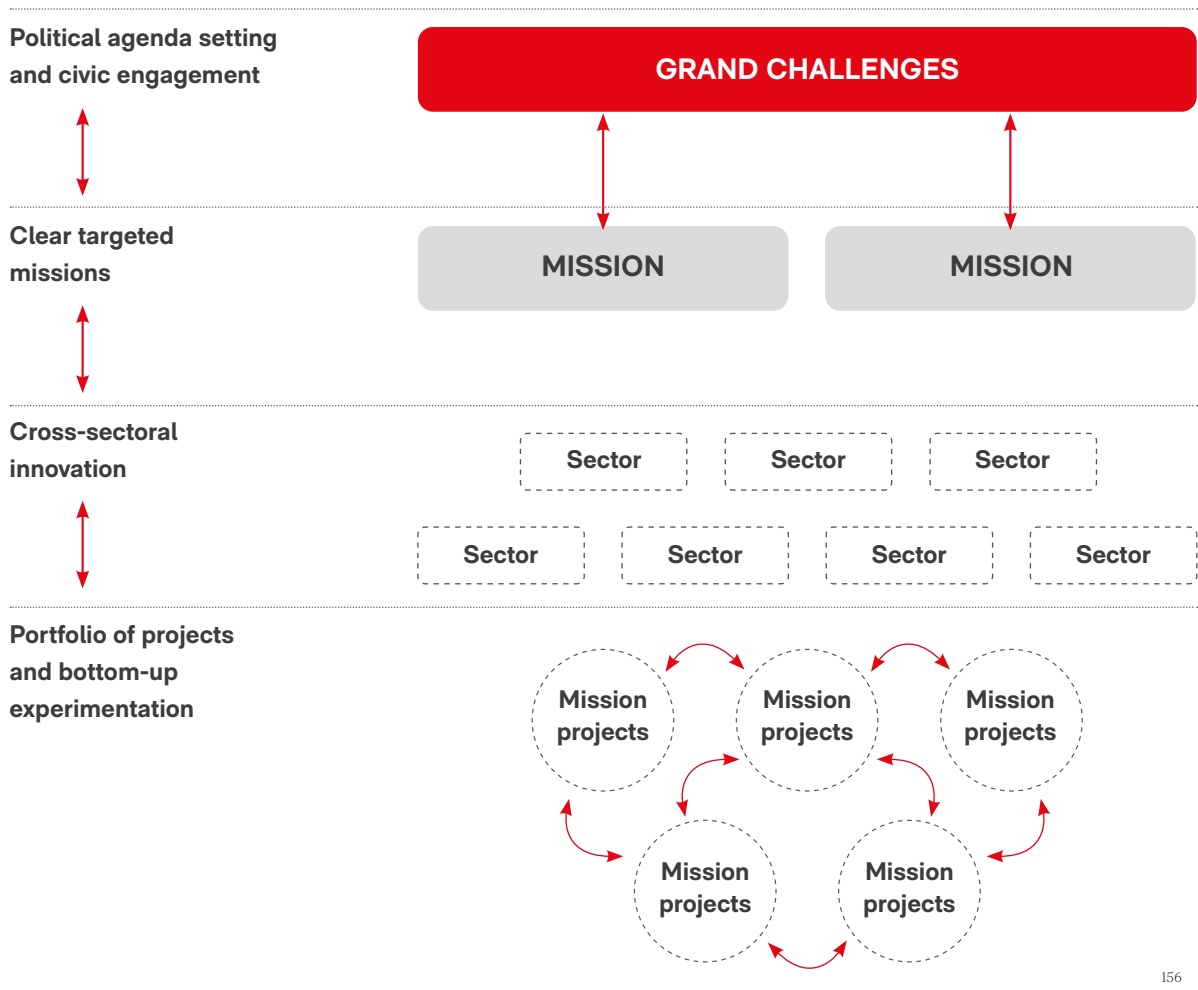 Political agenda setting
and civic engagement
GRAND CHALLENGES
Clear targeted
missions
MISSION
MISSION
Cross-sectoral
innovation
Sector
Sector
Sector
Sector
Sector
Sector
Sector
Portfolio of projects
and bottom-up
experimentation
Mission
projects
Mission
projects
Mission
projects
Mission
projects
Mission
projects
156